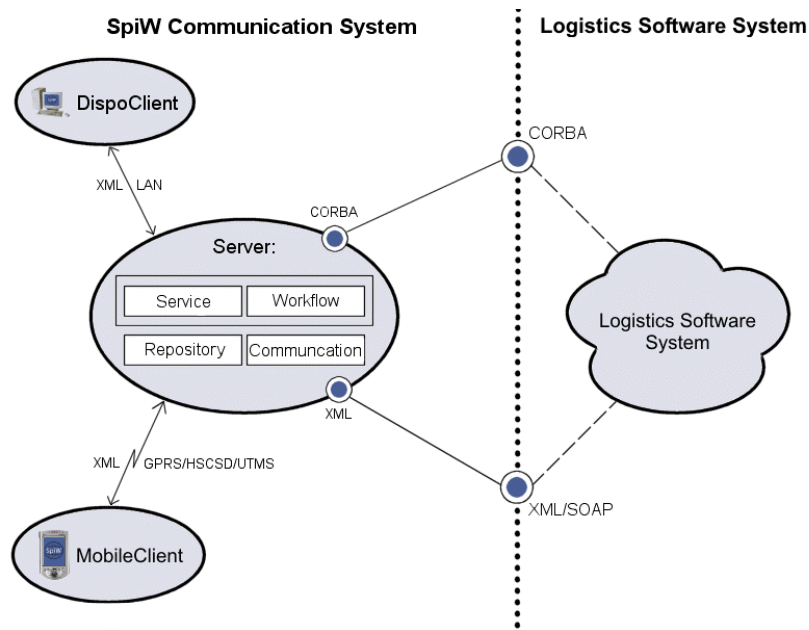 SpiW Communication System
Logistics Software System
DispoClient
CORBA
XML LAN
CORBA
Server:
Service
Workflow
Repository
Communcation
Logistics Software
System
XML
XML GPRS/HSCSD/UTMS
XML/SOAP
SpiW
MobileClient